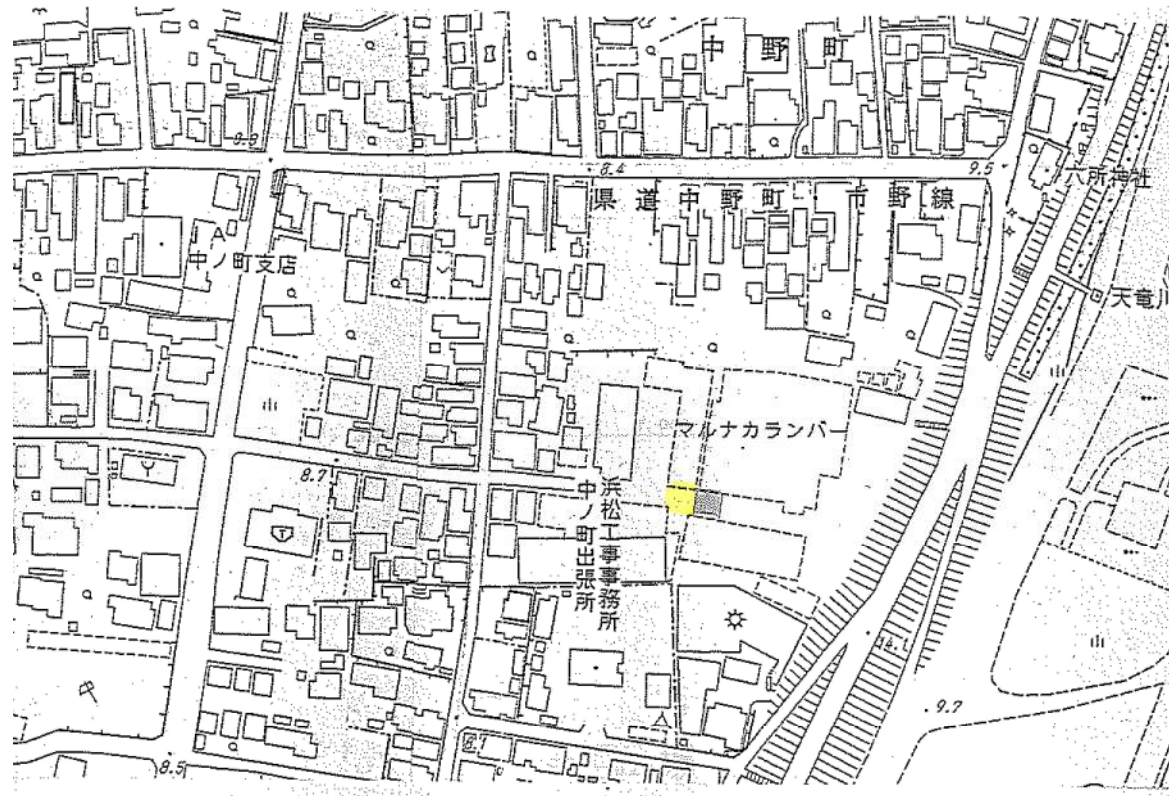 中野町
8.9
8.4
9.5
六所神社
県道中野町市野線
中ノ町支店
天竜川
マルナカランバー
8.7
浜松工事事務所
中ノ町出張所
14.1
9.7
8.1
8.5